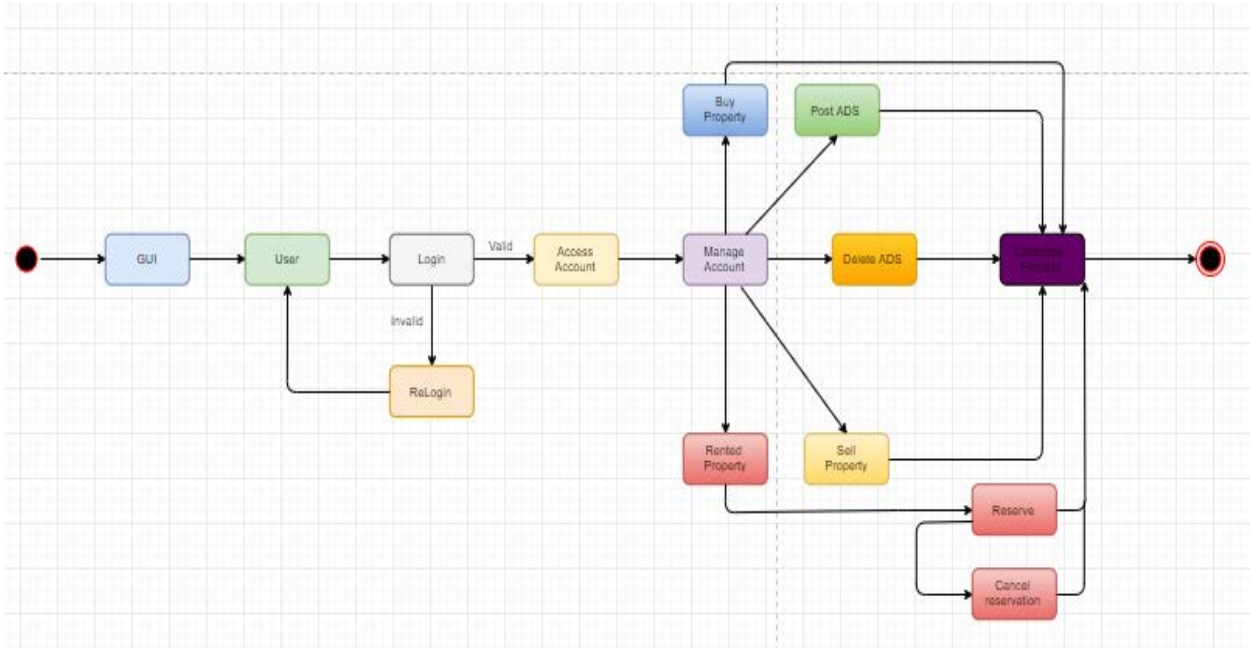 Buy
Property
Post ADS
GUI
User
Login
Valid
Access
Account
Manage
Account
Delete ADS
Process
Invalid
ReLogin
Rented
Property
Sell
Property
Reserve
Cancel
reservation